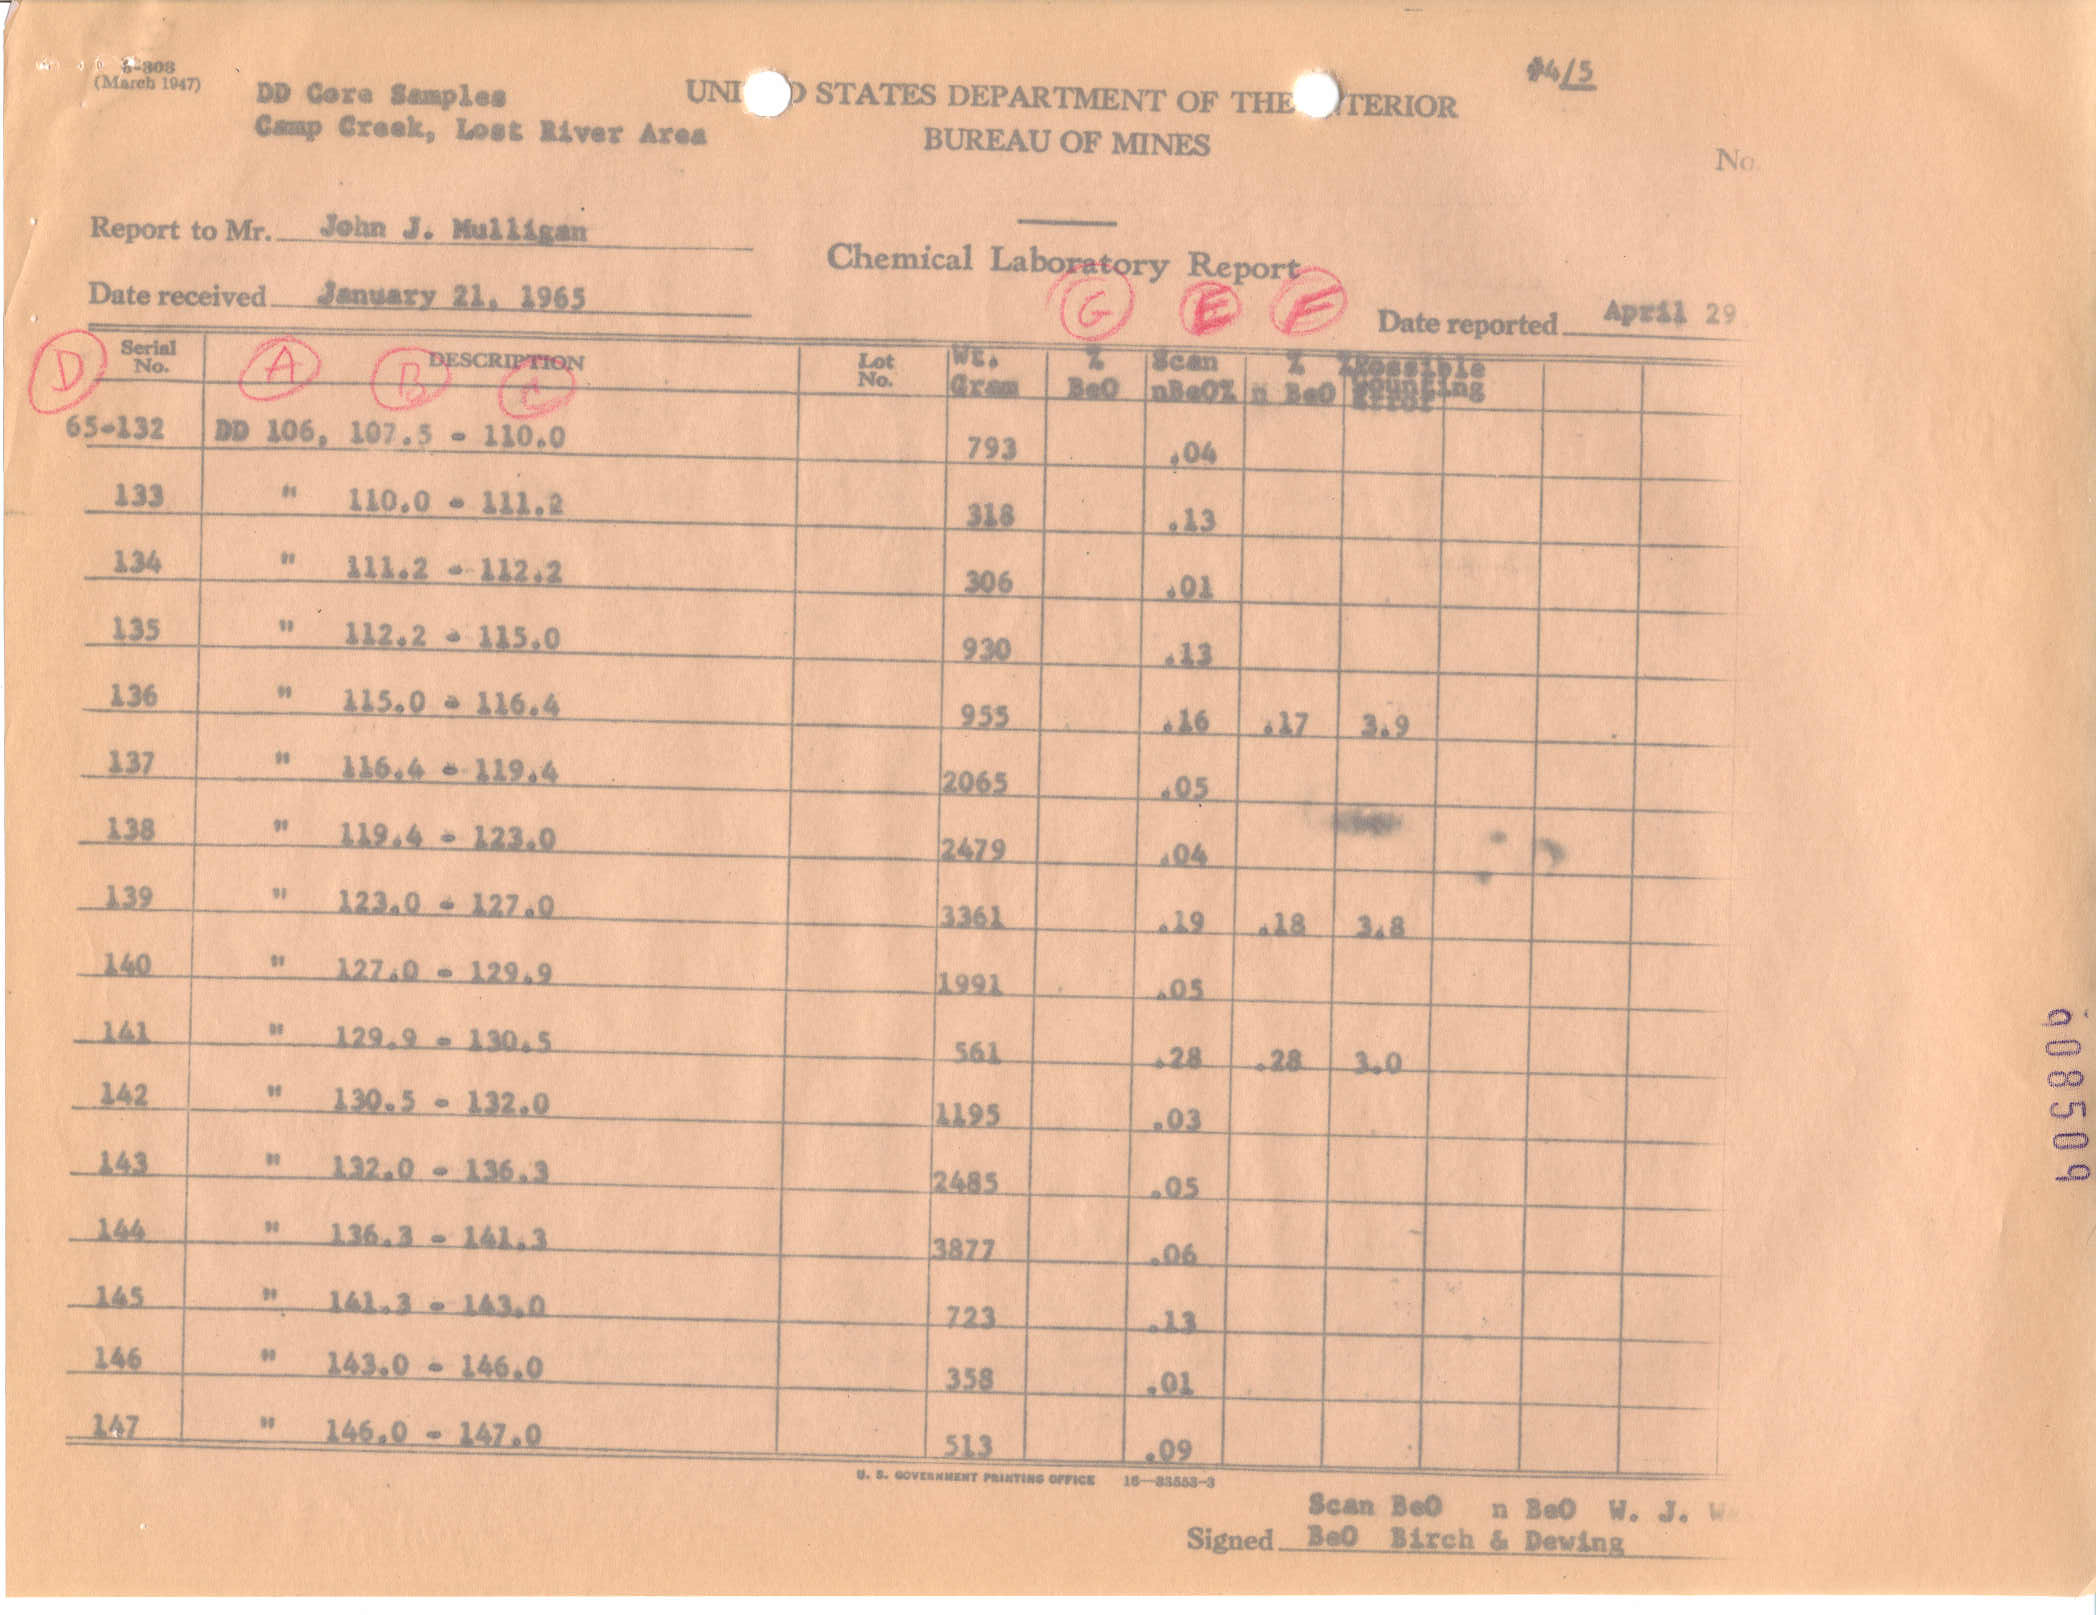 5-303
(March 1947)
DD Core Samples
Camp Creek, Lost River Area
STATES DEPARTMENT OF THE
BUREAU OF MINES
4/5
No.
Report to Mr. John J. Mulligan
Chemical Laboratory Report
Date received January 21, 1965
Date reported April 29
G E F
D A B C
Serial No. DESCRIPTION Lot No. Wt. Gram % BeO Scan nBeO% % n BeO % Possible Counting Error
65-132 DD 106, 107.5 - 110.0 793 .04
133 " 110.0 - 111.2 318 .13
134 " 111.2 - 112.2 306 .01
135 " 112.2 - 115.0 930 .13
136 " 115.0 - 116.4 955 .16 .17 3.9
137 " 116.4 - 119.4 2065 .05
138 " 119.4 - 123.0 2479 .04
139 " 123.0 - 127.0 3361 .19 .18 3.8
140 " 127.0 - 129.9 1991 .05
141 " 129.9 - 130.5 561 .28 .28 3.0
142 " 130.5 - 132.0 1195 .03
143 " 132.0 - 136.3 2485 .05
144 " 136.3 - 141.3 3877 .06
145 " 141.3 - 143.0 723 .13
146 " 143.0 - 146.0 358 .01
147 " 146.0 - 147.0 513 .09
U. S. GOVERNMENT PRINTING OFFICE 16—83553-3
Scan BeO n BeO W. J.
Signed BeO Birch & Dewing
908509